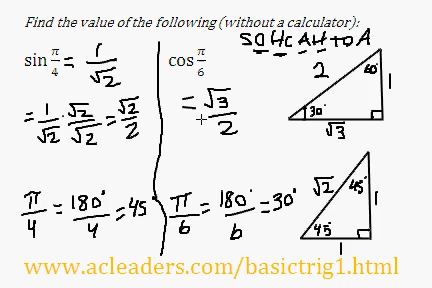 Find the value of the following (without a calculator):
SOHCAHTOA
sin π/4 = 1/√2
= 1/√2 · √2/√2 = √2/2
π/4 = 180°/4 = 45°
cos π/6
= √3/2
π/6 = 180°/6 = 30°
2
60°
1
30°
√3
√2
45°
1
45°
1
www.acleaders.com/basictrig1.html